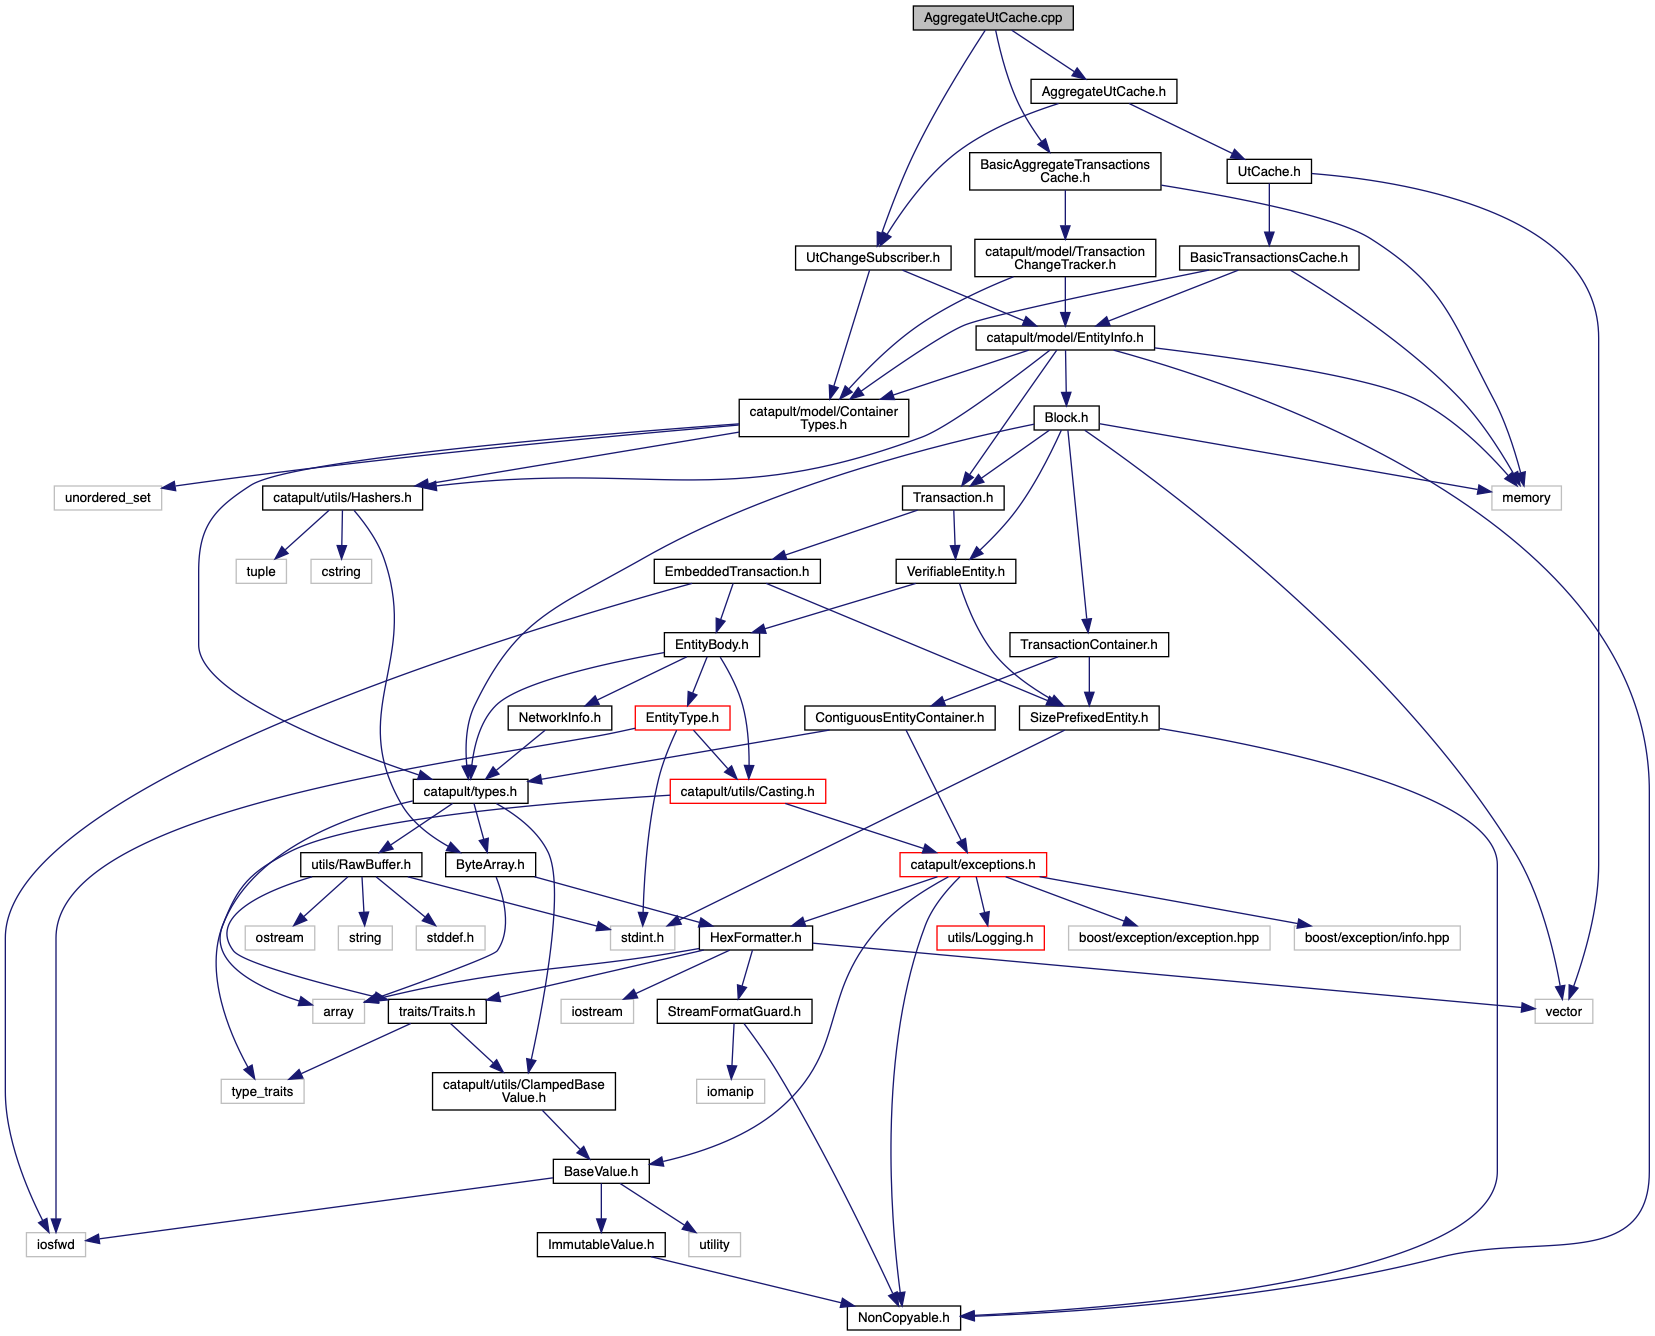 AggregateUtCache.cpp
AggregateUtCache.h
BasicAggregateTransactions
Cache.h
UtCache.h
UtChangeSubscriber.h
catapult/model/Transaction
ChangeTracker.h
BasicTransactionsCache.h
catapult/model/EntityInfo.h
catapult/model/Container
Types.h
Block.h
unordered_set
catapult/utils/Hashers.h
Transaction.h
memory
tuple
cstring
EmbeddedTransaction.h
VerifiableEntity.h
EntityBody.h
TransactionContainer.h
NetworkInfo.h
EntityType.h
ContiguousEntityContainer.h
SizePrefixedEntity.h
catapult/types.h
catapult/utils/Casting.h
utils/RawBuffer.h
ByteArray.h
catapult/exceptions.h
ostream
string
stddef.h
stdint.h
HexFormatter.h
utils/Logging.h
boost/exception/exception.hpp
boost/exception/info.hpp
array
traits/Traits.h
iostream
StreamFormatGuard.h
vector
type_traits
catapult/utils/ClampedBase
Value.h
iomanip
BaseValue.h
iosfwd
ImmutableValue.h
utility
NonCopyable.h